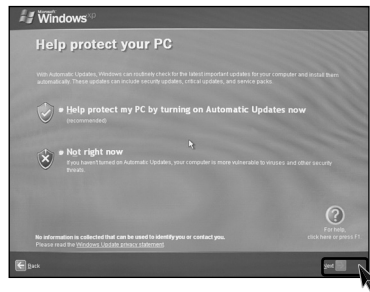 Microsoft
Windows xp
Help protect your PC
With Automatic Updates, Windows can routinely check for the latest important updates for your computer and install them
automatically. These updates can include security updates, critical updates, and service packs.
Help protect my PC by turning on Automatic Updates now
(recommended)
Not right now
If you haven't turned on Automatic Updates, your computer is more vulnerable to viruses and other security
threats.
For help,
click here or press F1
No information is collected that can be used to identify you or contact you.
Please read the Windows Update privacy statement
Back
Next